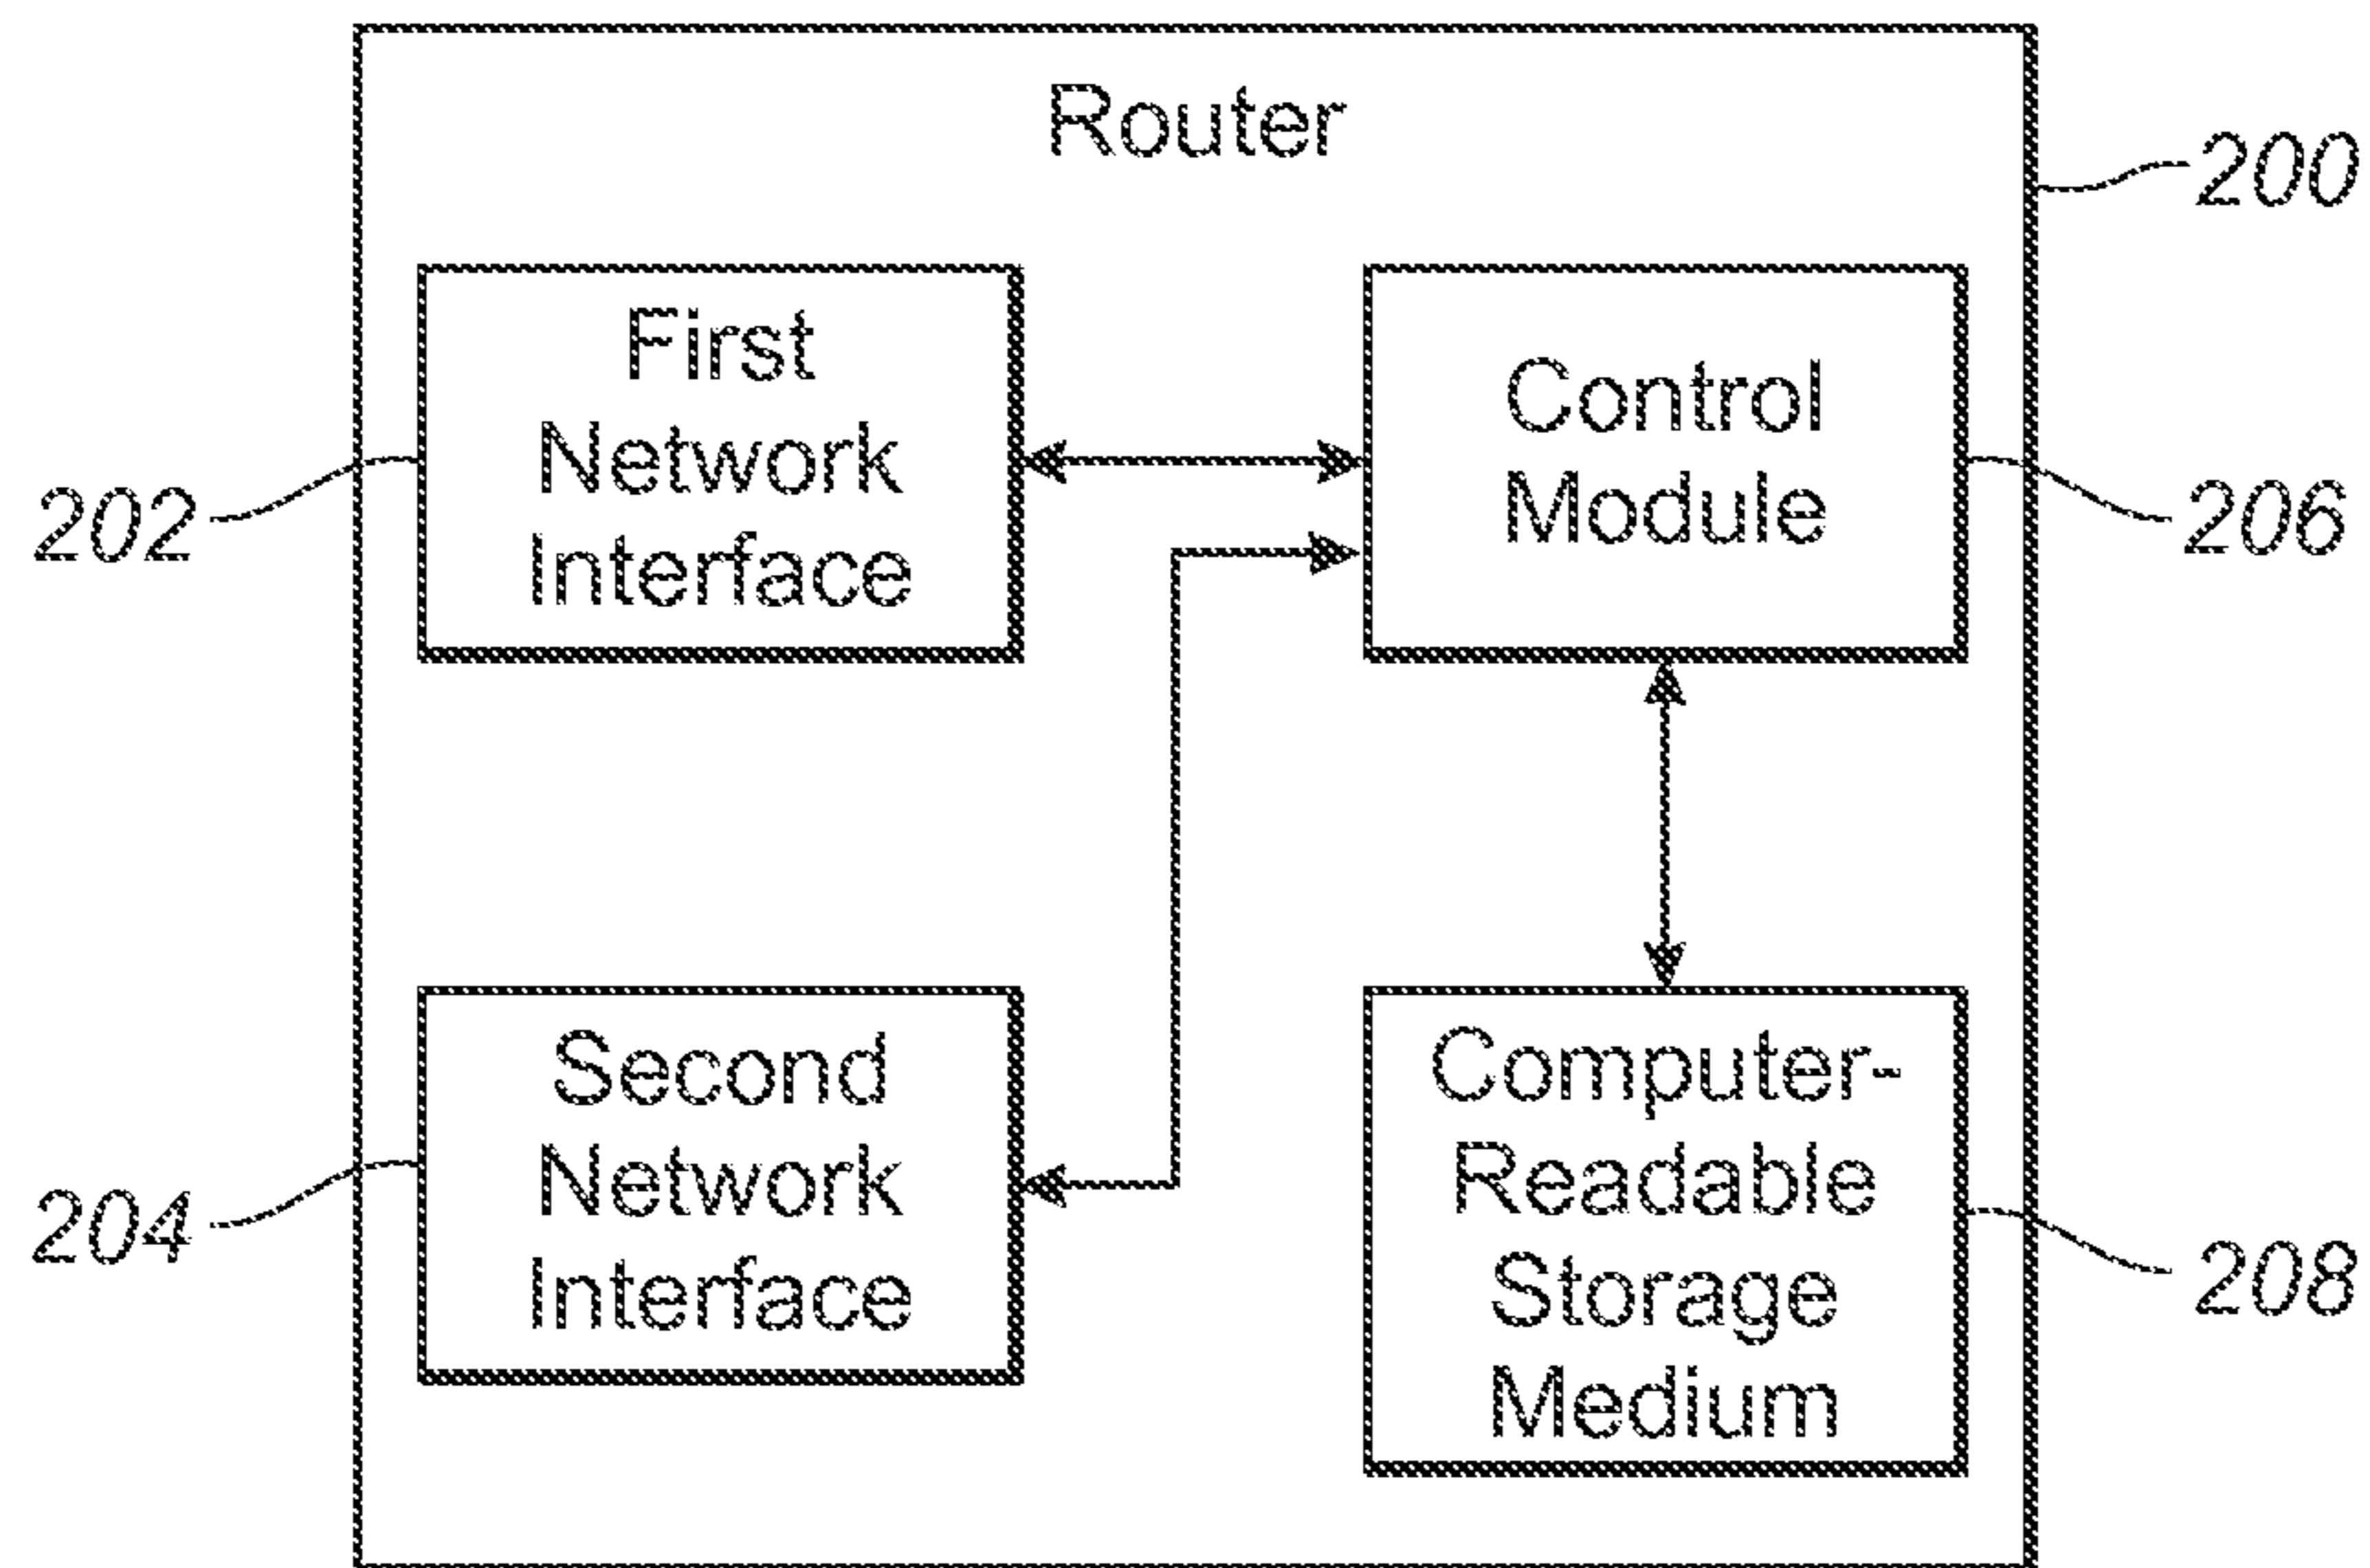 Router
200
First
Network
Interface
202
Control
Module
206
Second
Network
Interface
204
Computer-
Readable
Storage
Medium
208